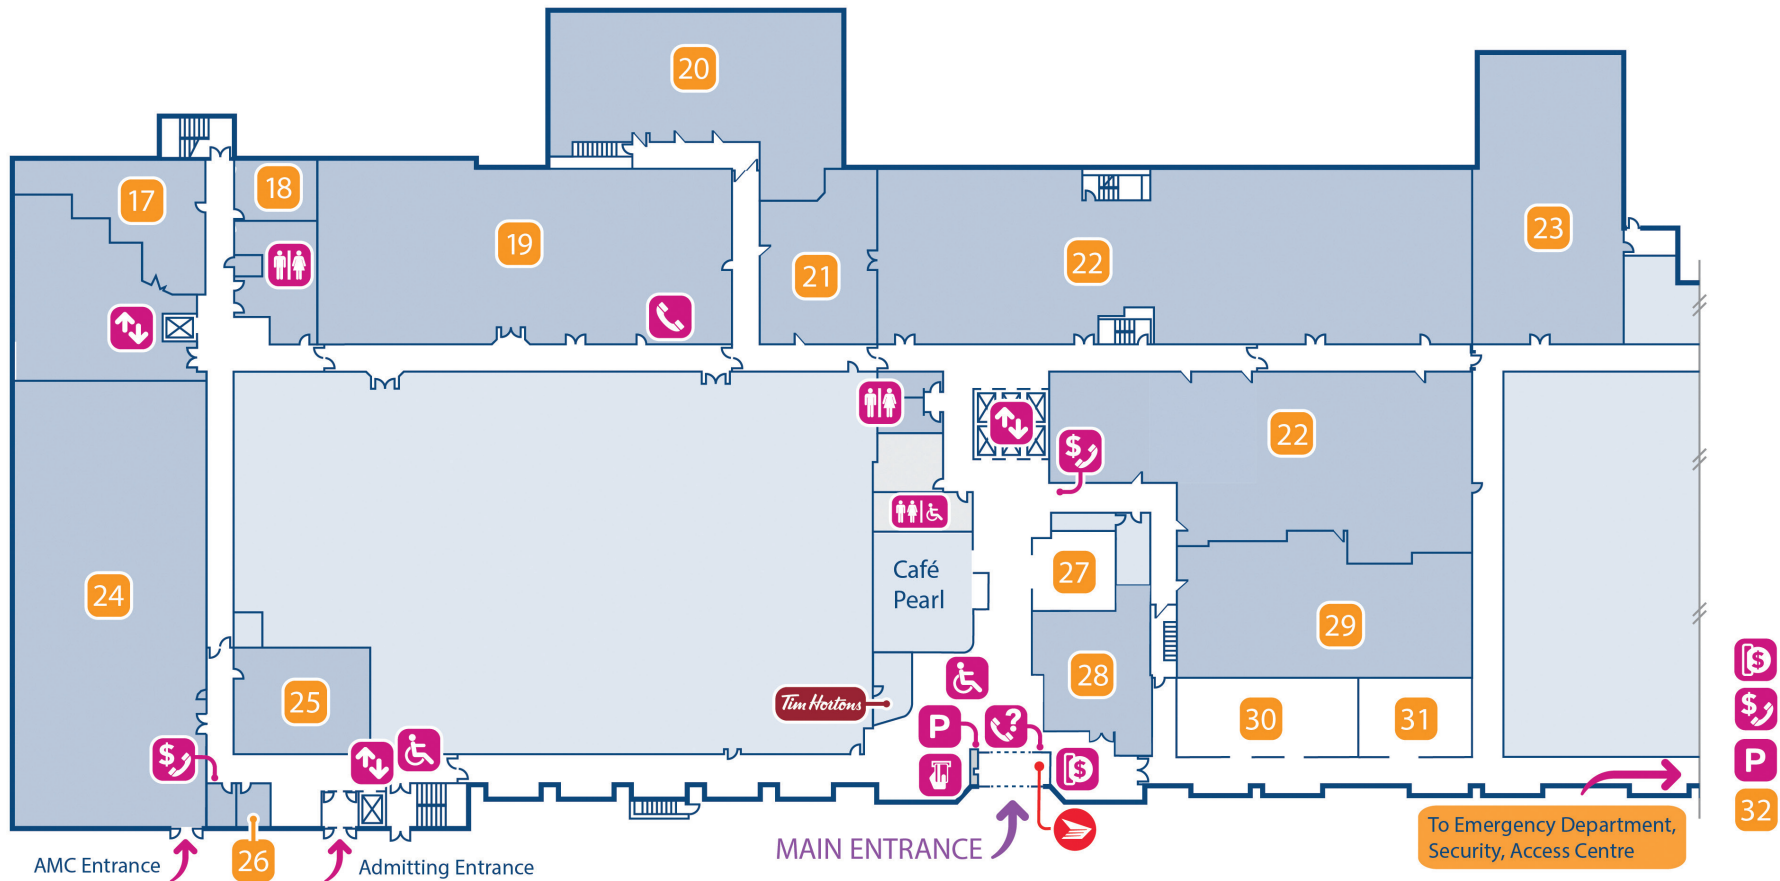 20
17
18
19
21
22
23
22
$
24
Café
Pearl
27
29
28
25
Tim Hortons
30
31
$
P
?
$
$
$
P
32
MAIN ENTRANCE
To Emergency Department,
Security, Access Centre
AMC Entrance
26
Admitting Entrance